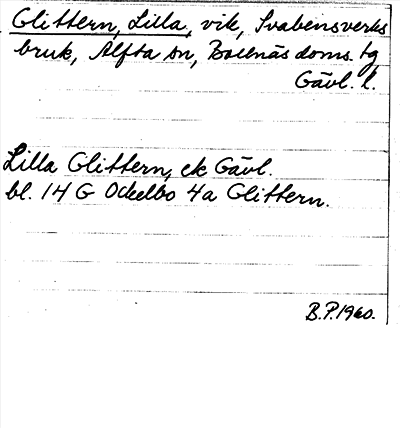 Glittern, Lilla, vik, Svabensverks
bruk, Alfta sn, Bollnäs doms. tg
Gävl. l.
Lilla Glittern, ek Gävl.
bl. 14 G Ockelbo 4a Glittern.
B.P. 1960.